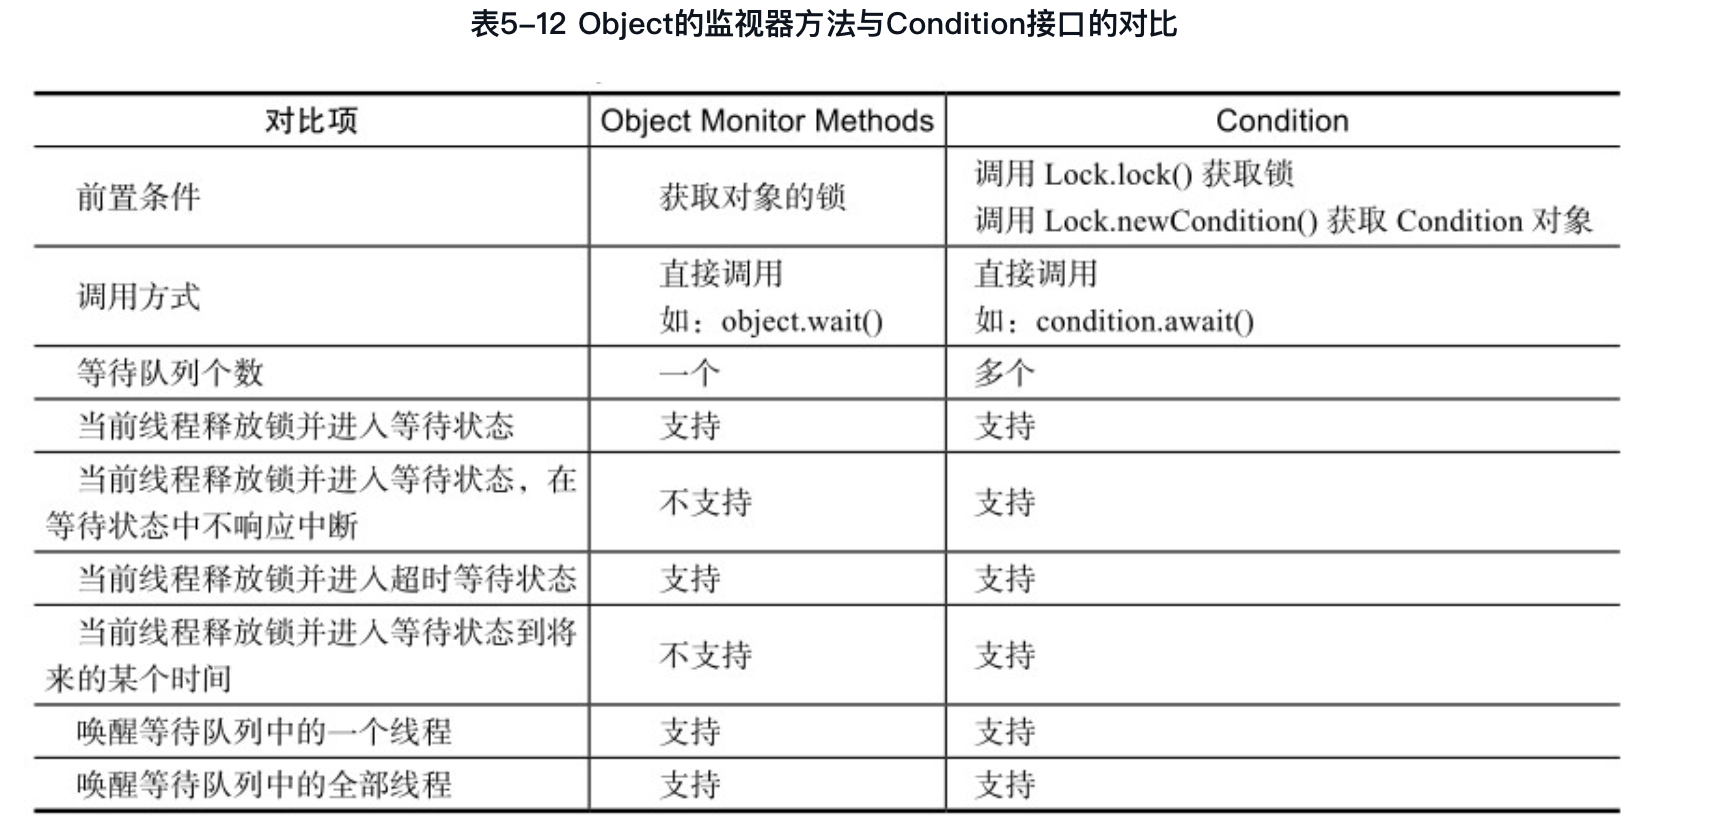 表5-12 Object的监视器方法与Condition接口的对比
对比项 Object Monitor Methods Condition
前置条件 获取对象的锁 调用 Lock.lock() 获取锁
调用 Lock.newCondition() 获取 Condition 对象
调用方式 直接调用 直接调用
如：object.wait() 如：condition.await()
等待队列个数 一个 多个
当前线程释放锁并进入等待状态 支持 支持
当前线程释放锁并进入等待状态，在
等待状态中不响应中断 不支持 支持
当前线程释放锁并进入超时等待状态 支持 支持
当前线程释放锁并进入等待状态到将
来的某个时间 不支持 支持
唤醒等待队列中的一个线程 支持 支持
唤醒等待队列中的全部线程 支持 支持